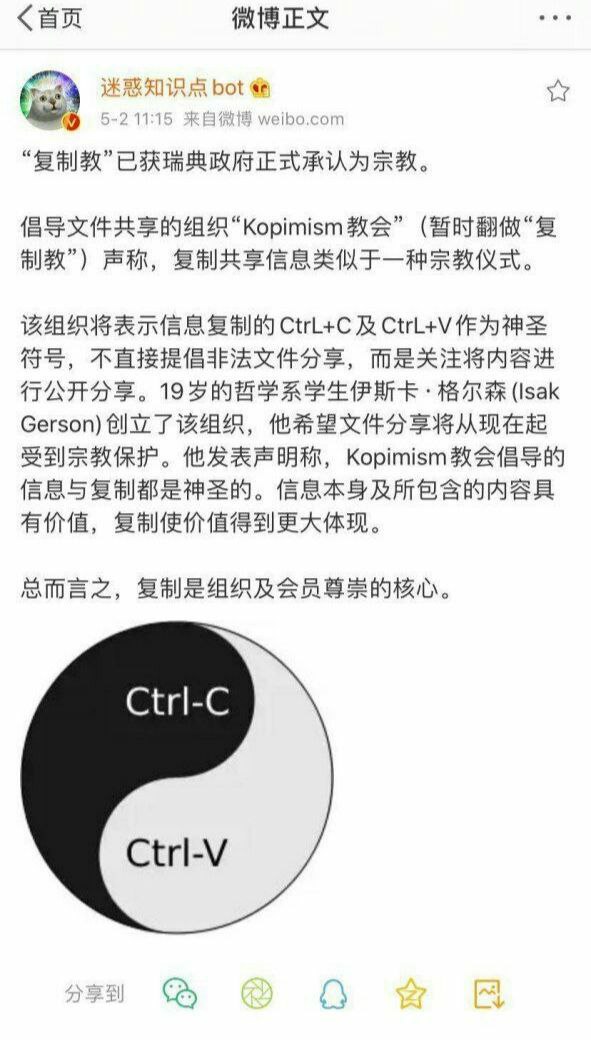 首页
微博正文
迷惑知识点bot
5-2 11:15 来自微博 weibo.com
“复制教”已获瑞典政府正式承认为宗教。
倡导文件共享的组织“Kopimism教会”（暂时翻做“复
制教”）声称，复制共享信息类似于一种宗教仪式。
该组织将表示信息复制的CtrL+C及CtrL+V作为神圣
符号，不直接提倡非法文件分享，而是关注将内容进
行公开分享。19岁的哲学系学生伊斯卡·格尔森(Isak
Gerson)创立了该组织，他希望文件分享将从现在起
受到宗教保护。他发表声明称，Kopimism教会倡导的
信息与复制都是神圣的。信息本身及所包含的内容具
有价值，复制使价值得到更大体现。
总而言之，复制是组织及会员尊崇的核心。
Ctrl-C
Ctrl-V
分享到